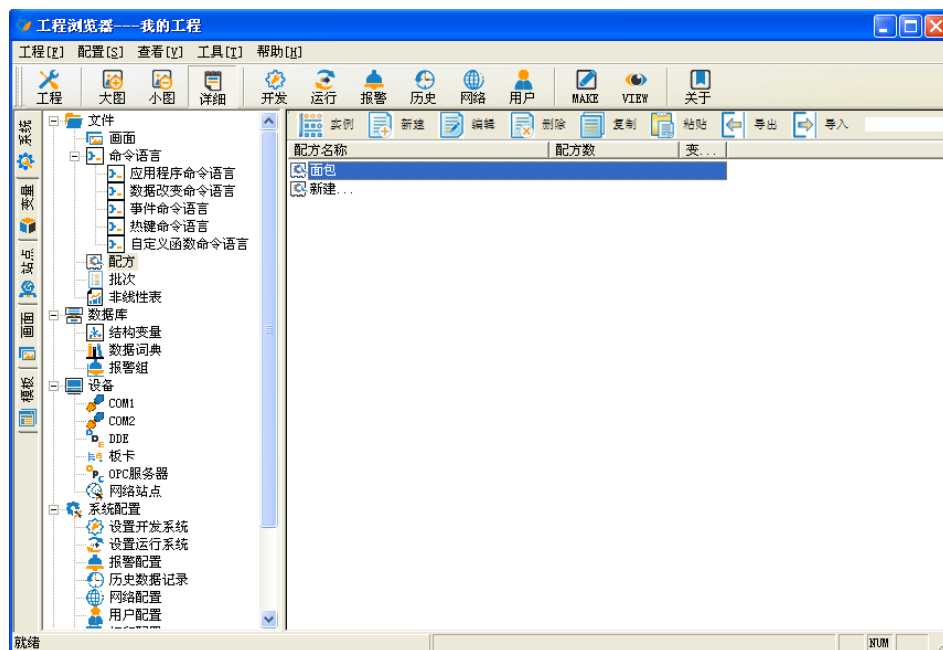 工程浏览器---我的工程
工程[F] 配置[S] 查看[V] 工具[T] 帮助[H]
工程 大图 小图 详细 开发 运行 报警 历史 网络 用户 MAKE VIEW 关于
系统
变量
站点
画面
模板
文件
画面
命令语言
应用程序命令语言
数据改变命令语言
事件命令语言
热键命令语言
自定义函数命令语言
配方
批次
非线性表
数据库
结构变量
数据词典
报警组
设备
COM1
COM2
DDE
板卡
OPC服务器
网络站点
系统配置
设置开发系统
设置运行系统
报警配置
历史数据记录
网络配置
用户配置
实例 新建 编辑 删除 复制 粘贴 导出 导入
配方名称 配方数 变...
面包
新建...
就绪 NUM